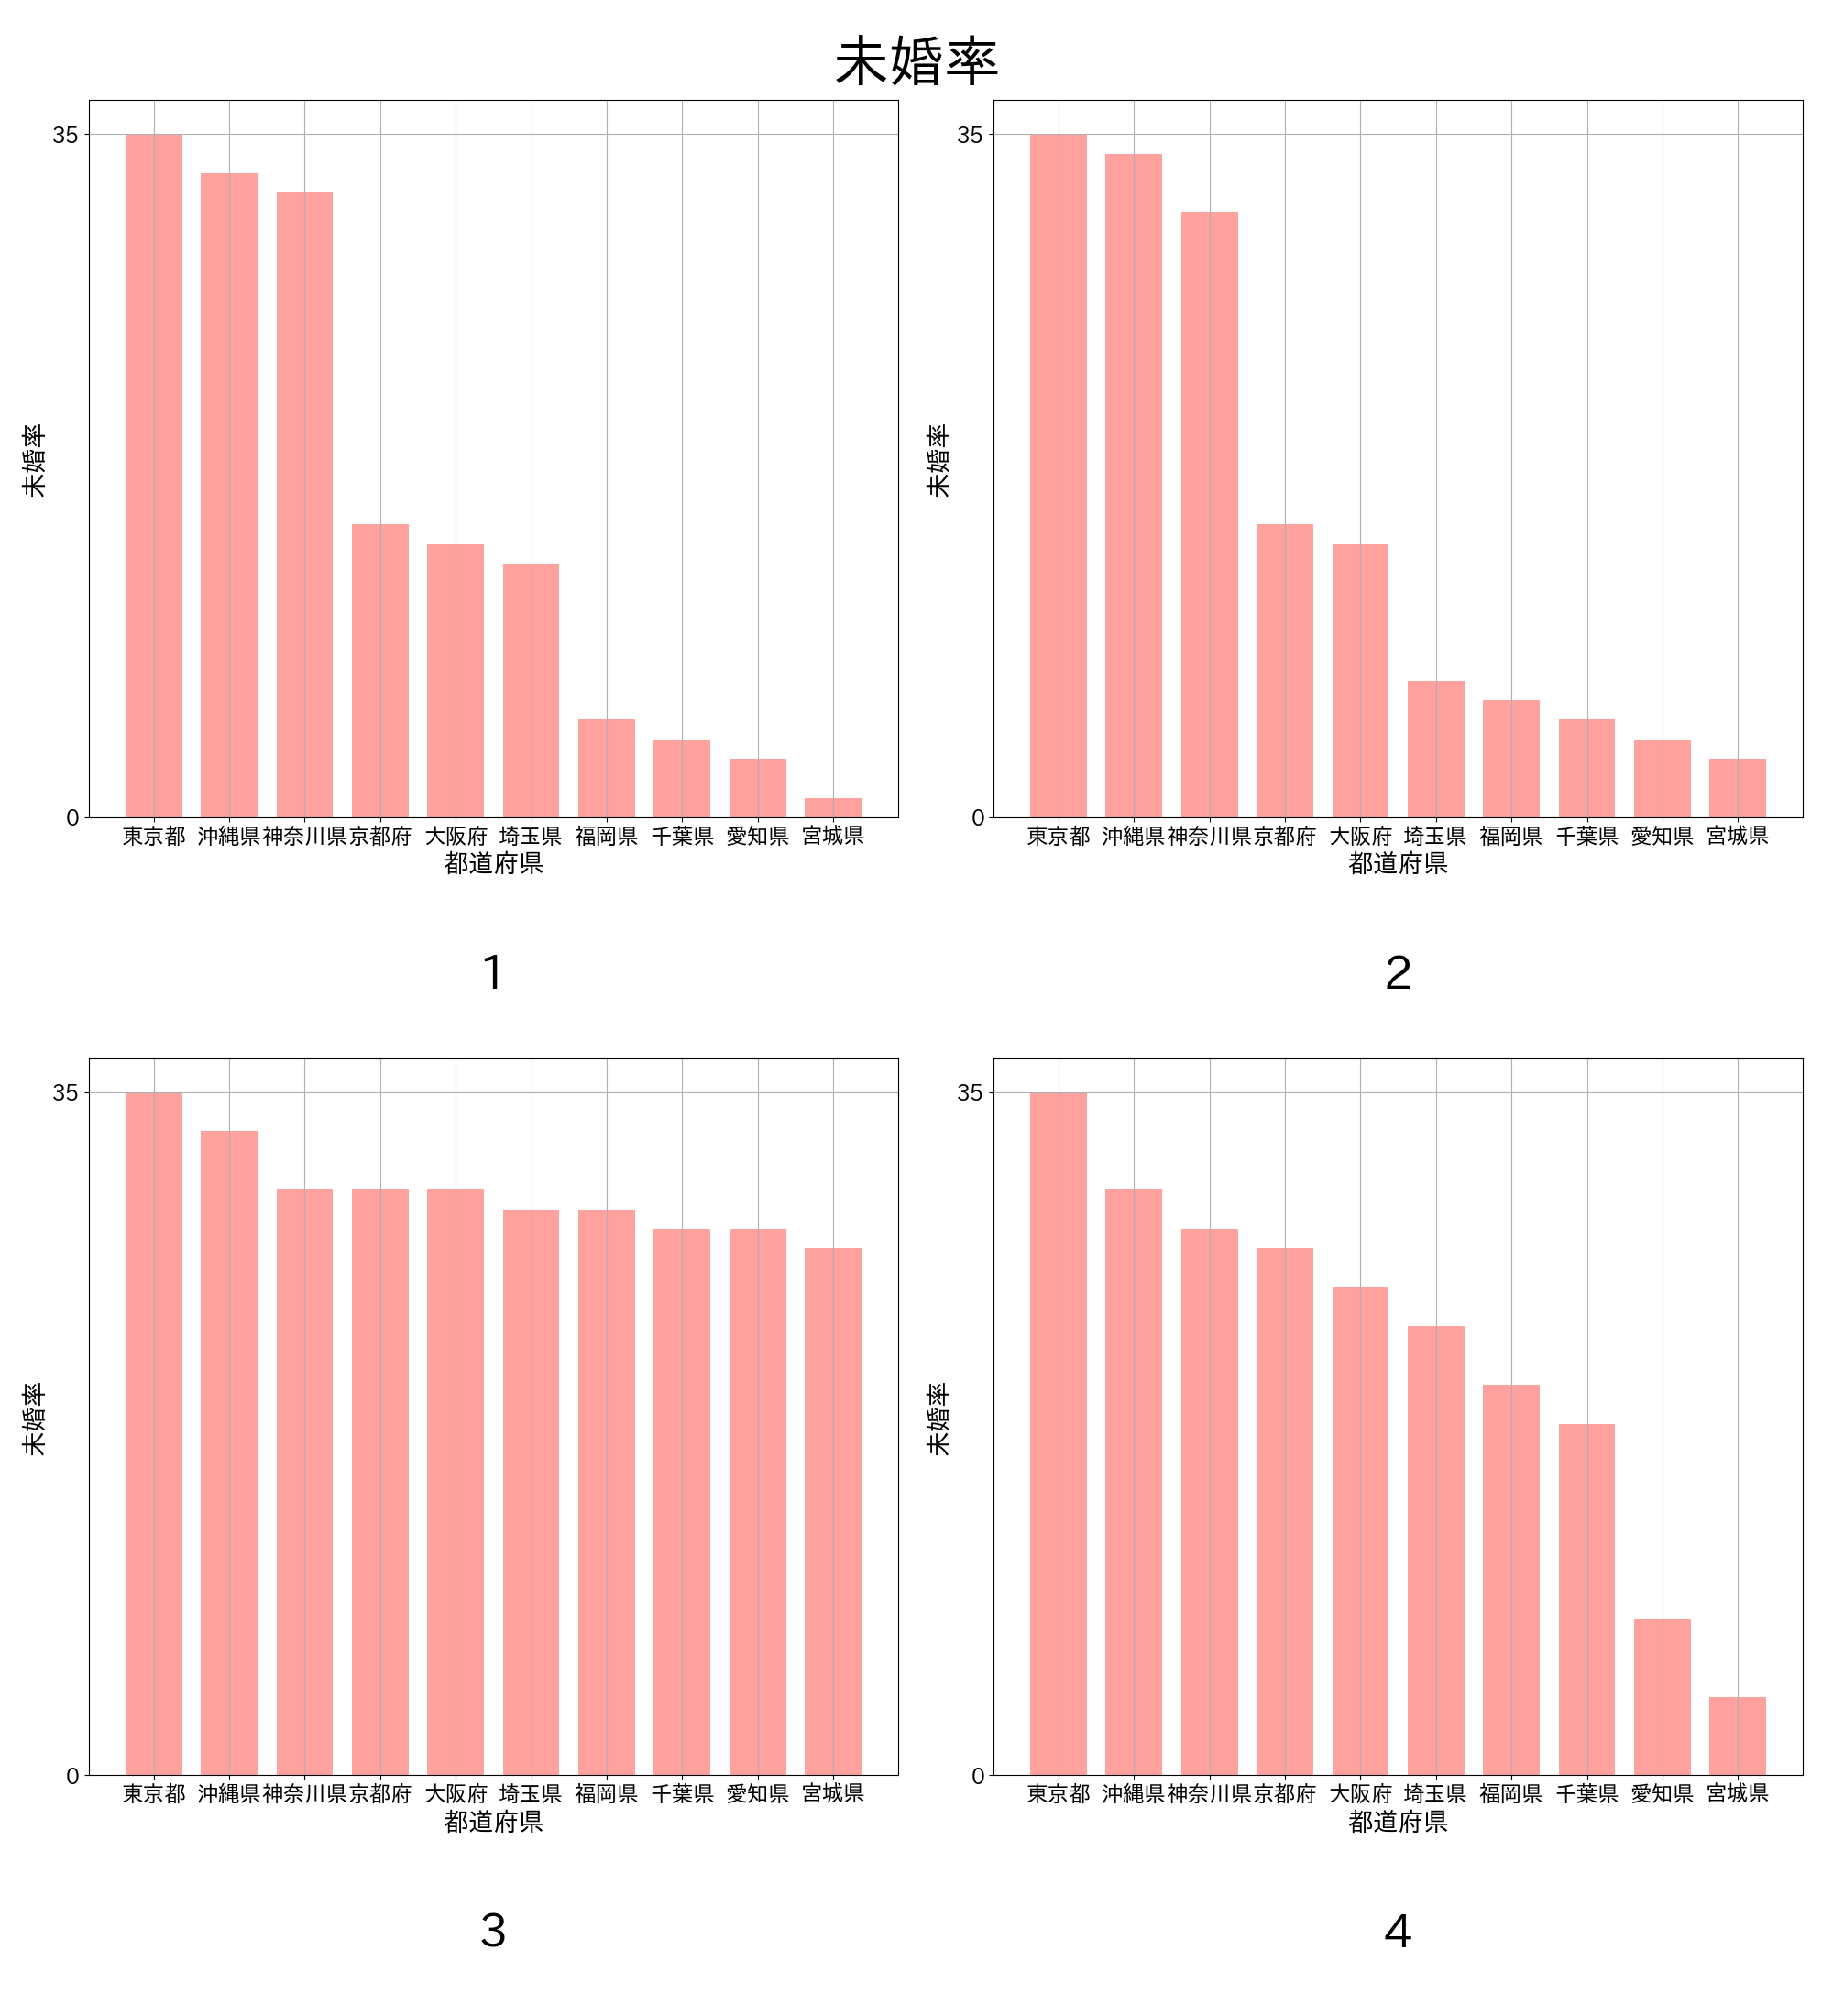 未婚率
35
0
未婚率
東京都 沖縄県 神奈川県 京都府 大阪府 埼玉県 福岡県 千葉県 愛知県 宮城県
都道府県
1
35
0
未婚率
東京都 沖縄県 神奈川県 京都府 大阪府 埼玉県 福岡県 千葉県 愛知県 宮城県
都道府県
2
35
0
未婚率
東京都 沖縄県 神奈川県 京都府 大阪府 埼玉県 福岡県 千葉県 愛知県 宮城県
都道府県
3
35
0
未婚率
東京都 沖縄県 神奈川県 京都府 大阪府 埼玉県 福岡県 千葉県 愛知県 宮城県
都道府県
4